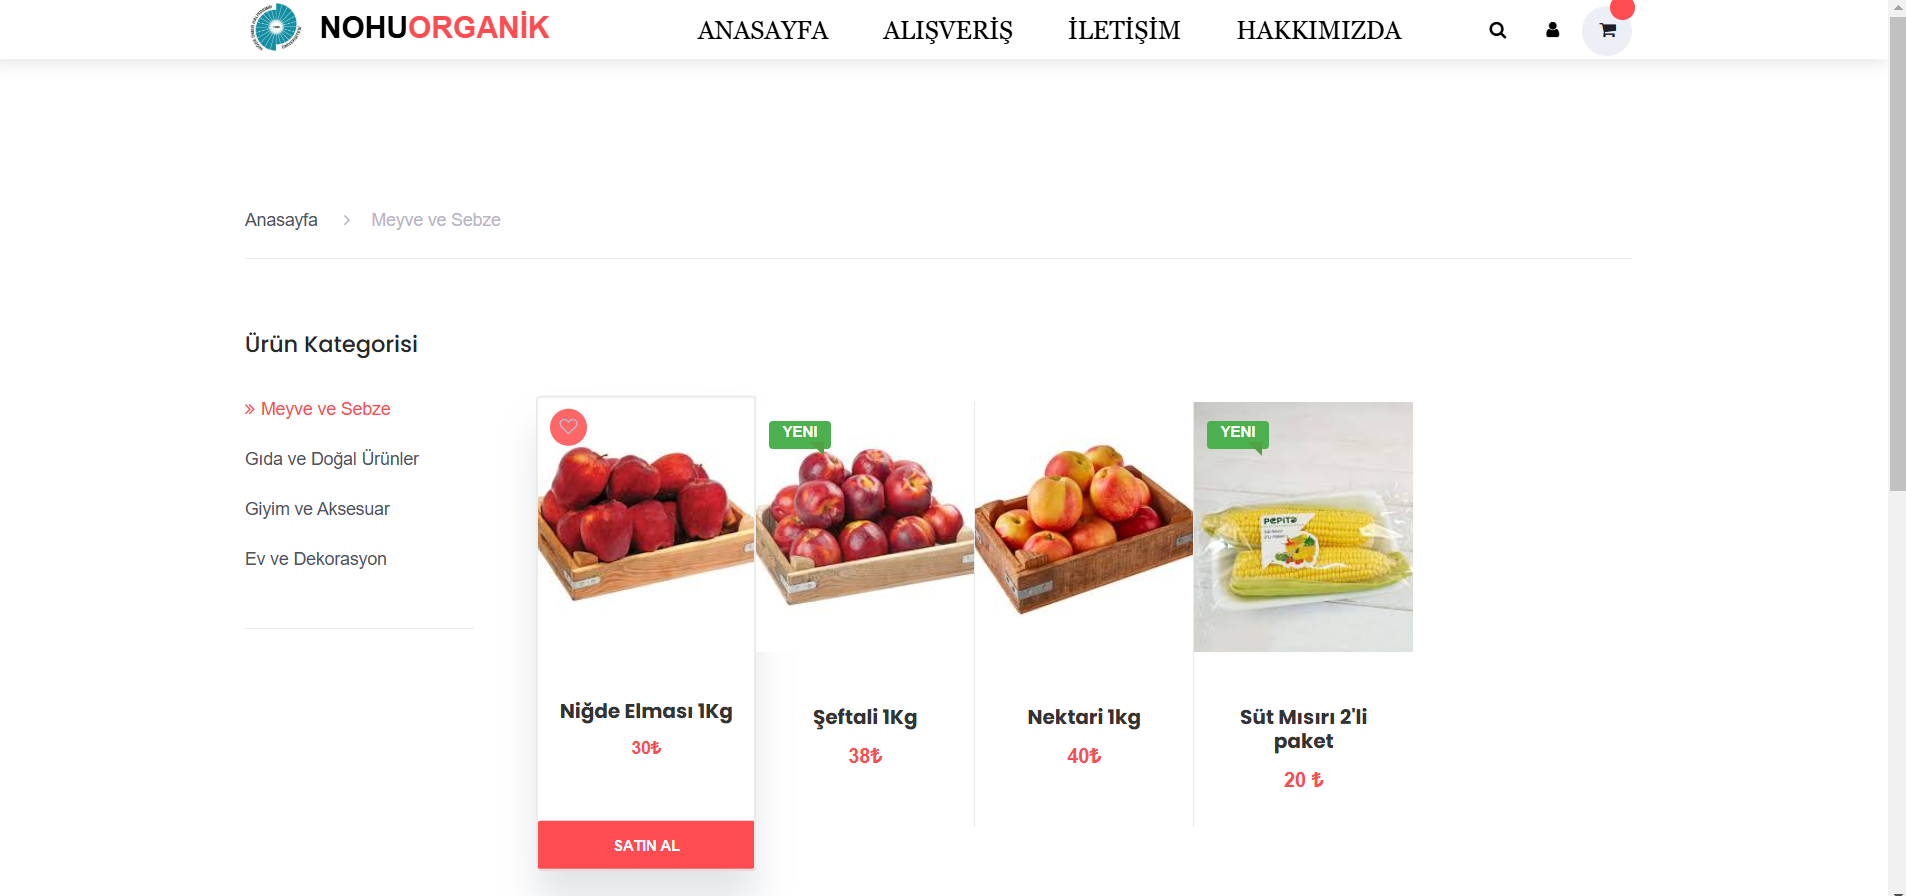 NOHUORGANİK
ANASAYFA ALIŞVERİŞ İLETİŞİM HAKKIMIZDA
Anasayfa > Meyve ve Sebze
Ürün Kategorisi
» Meyve ve Sebze
Gıda ve Doğal Ürünler
Giyim ve Aksesuar
Ev ve Dekorasyon
YENI
YENI
PEPITO
Niğde Elması 1Kg
30₺
SATIN AL
Şeftali 1Kg
38₺
Nektari 1kg
40₺
Süt Mısırı 2'li
paket
20 ₺